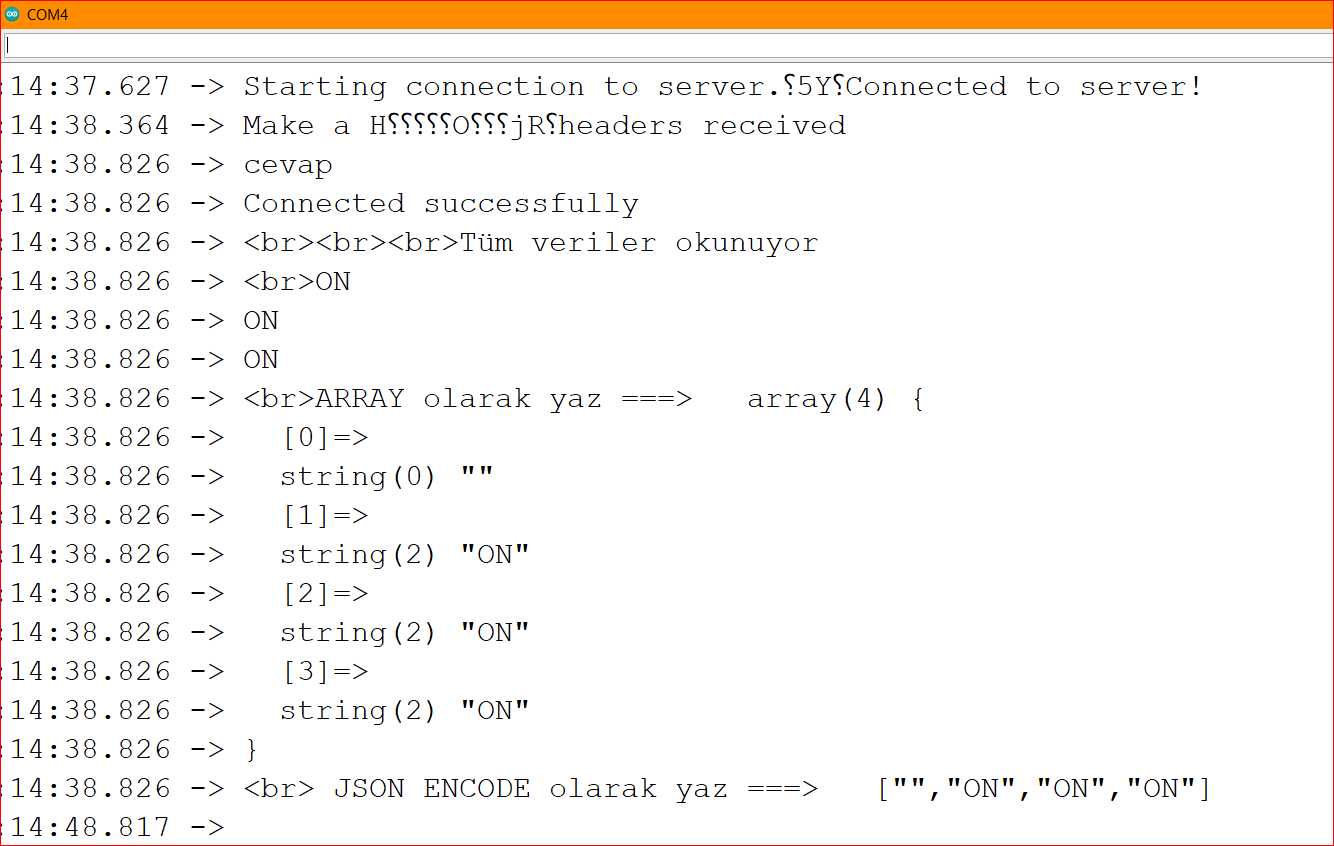 COM4
:14:37.627 -> Starting connection to server.⸮5Y⸮Connected to server!
:14:38.364 -> Make a H⸮⸮⸮⸮⸮O⸮⸮⸮jR⸮headers received
:14:38.826 -> cevap
:14:38.826 -> Connected successfully
:14:38.826 -> <br><br><br>Tüm veriler okunuyor
:14:38.826 -> <br>ON
:14:38.826 -> ON
:14:38.826 -> ON
:14:38.826 -> <br>ARRAY olarak yaz ===>   array(4) {
:14:38.826 ->   [0]=>
:14:38.826 ->   string(0) ""
:14:38.826 ->   [1]=>
:14:38.826 ->   string(2) "ON"
:14:38.826 ->   [2]=>
:14:38.826 ->   string(2) "ON"
:14:38.826 ->   [3]=>
:14:38.826 ->   string(2) "ON"
:14:38.826 -> }
:14:38.826 -> <br> JSON ENCODE olarak yaz ===>   ["","ON","ON","ON"]
:14:48.817 ->